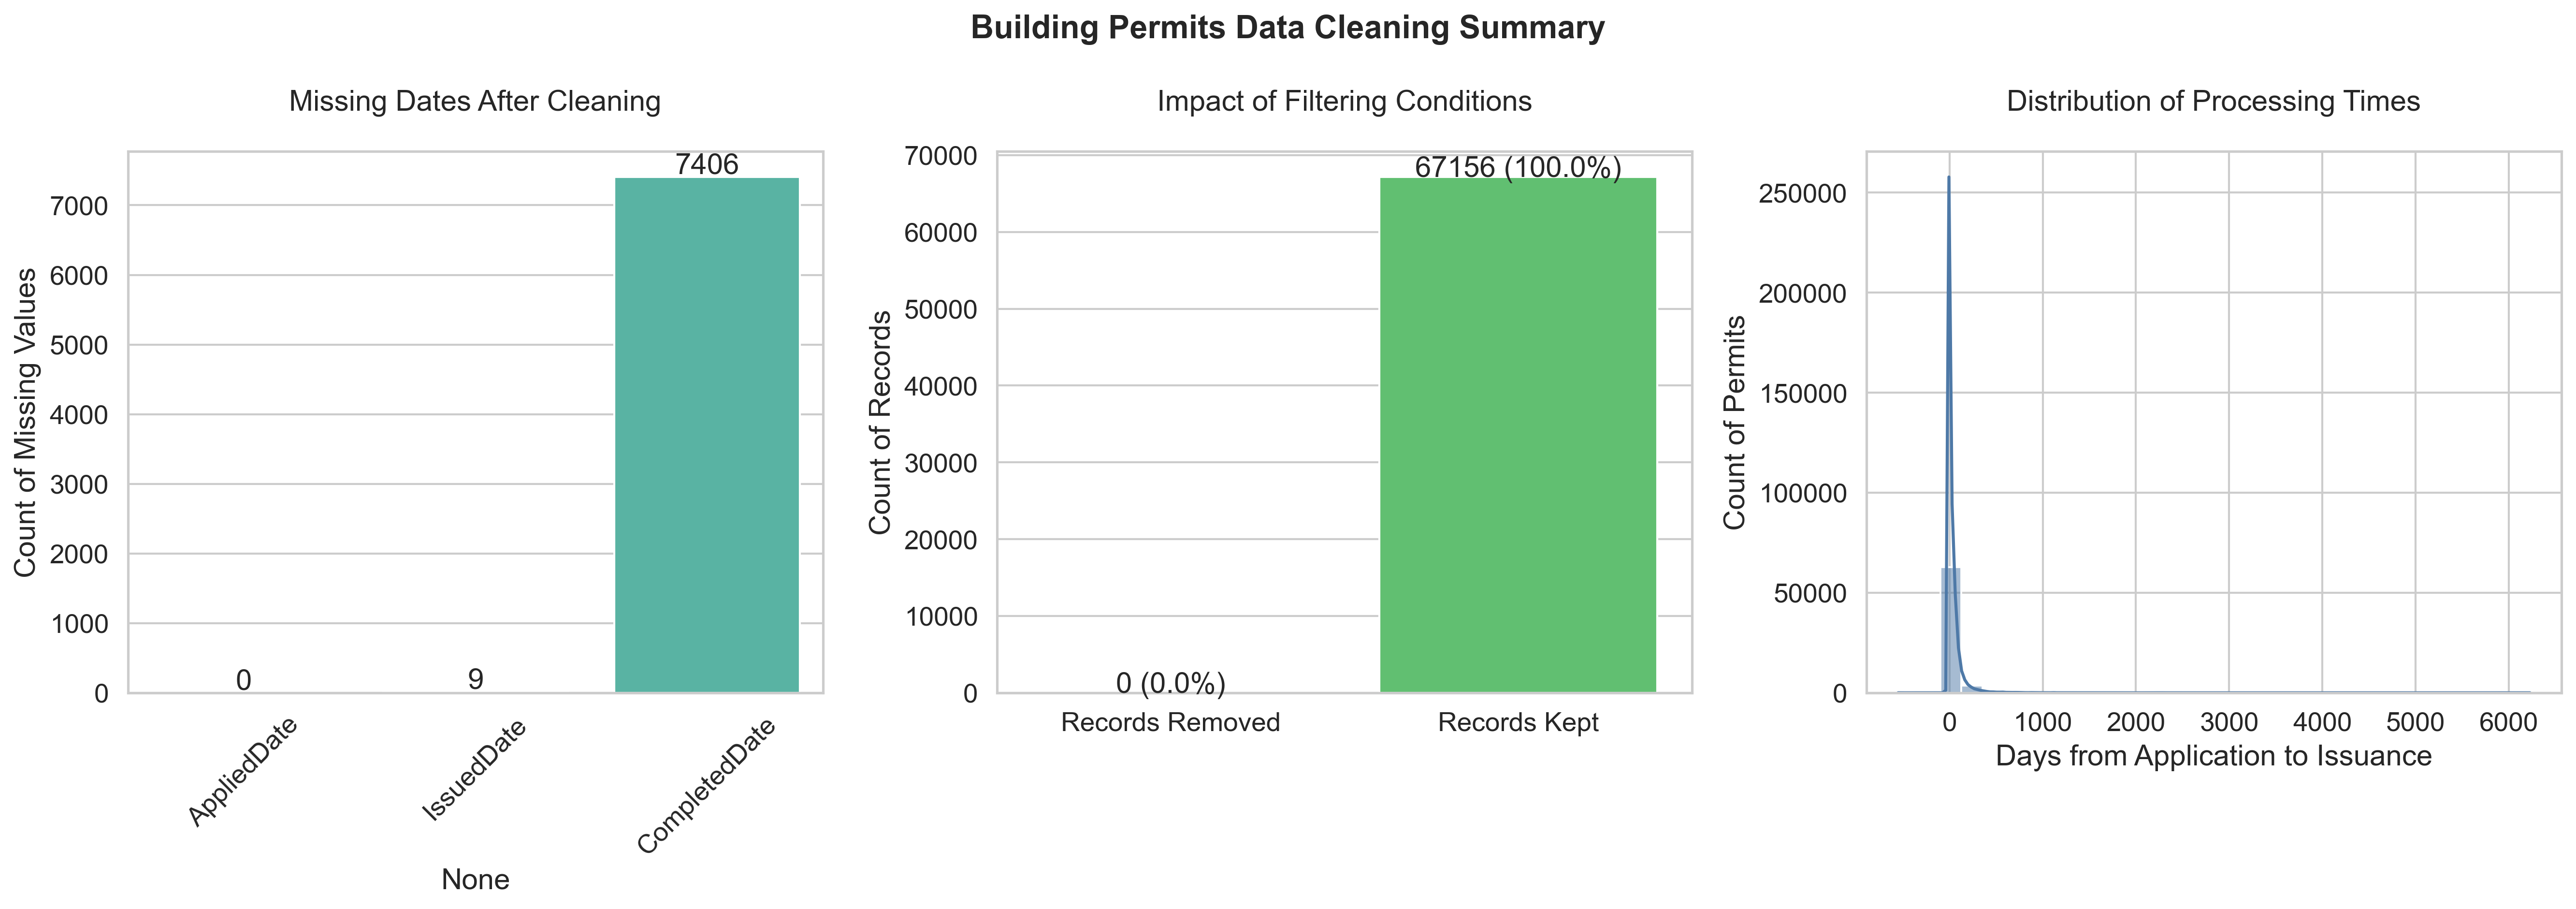 Building Permits Data Cleaning Summary
Missing Dates After Cleaning
Count of Missing Values
7000
6000
5000
4000
3000
2000
1000
0
0
9
7406
AppliedDate
IssuedDate
CompletedDate
None
Impact of Filtering Conditions
Count of Records
70000
60000
50000
40000
30000
20000
10000
0
0 (0.0%)
67156 (100.0%)
Records Removed
Records Kept
Distribution of Processing Times
Count of Permits
250000
200000
150000
100000
50000
0
0
1000
2000
3000
4000
5000
6000
Days from Application to Issuance